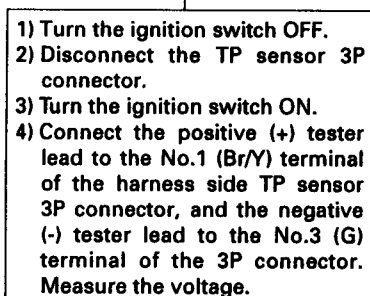 1) Turn the ignition switch OFF.
2) Disconnect the TP sensor 3P
connector.
3) Turn the ignition switch ON.
4) Connect the positive (+) tester
lead to the No.1 (Br/Y) terminal
of the harness side TP sensor
3P connector, and the negative
(-) tester lead to the No.3 (G)
terminal of the 3P connector.
Measure the voltage.